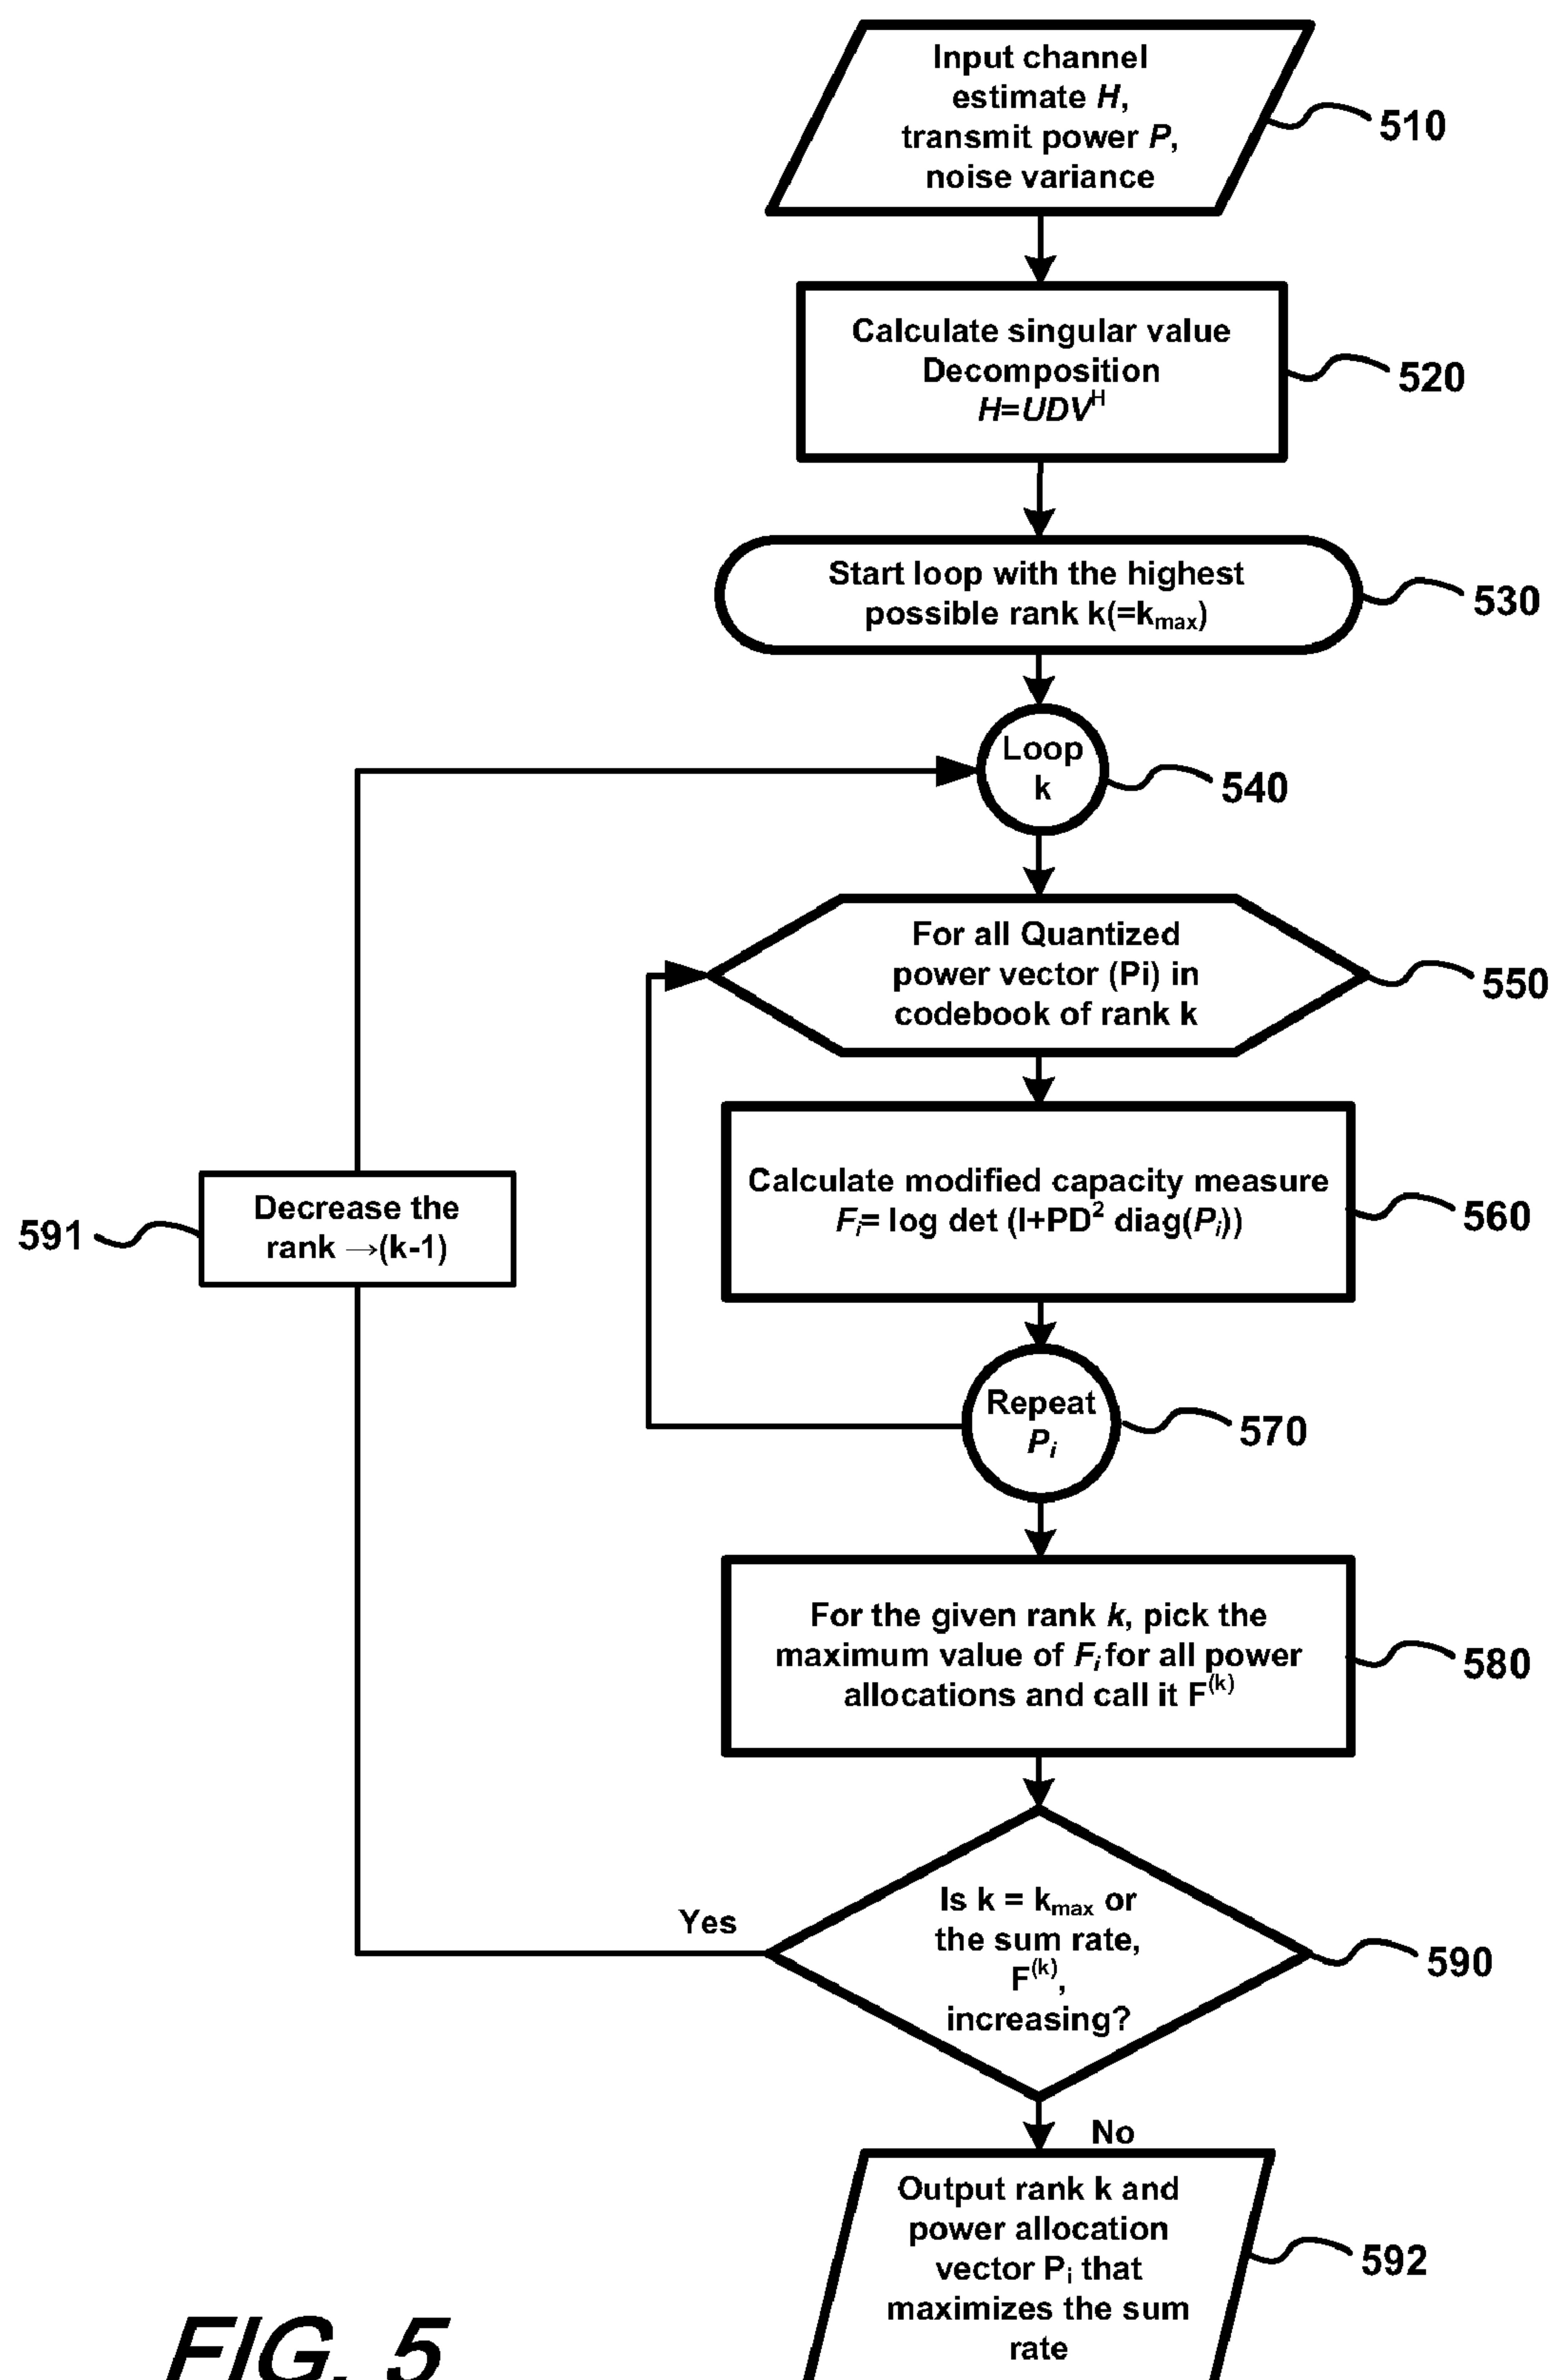 Input channel
estimate H,
transmit power P,
noise variance
510
Calculate singular value
Decomposition
H=UDVᴴ
520
Start loop with the highest
possible rank k(=kmax)
530
Loop
k
540
For all Quantized
power vector (Pi) in
codebook of rank k
550
Calculate modified capacity measure
Fi= log det (I+PD² diag(Pi))
560
Decrease the
rank →(k-1)
591
Repeat
Pi
570
For the given rank k, pick the
maximum value of Fi for all power
allocations and call it F⁽ᵏ⁾
580
Is k = kmax or
the sum rate,
F⁽ᵏ⁾,
increasing?
590
Yes
No
Output rank k and
power allocation
vector Pi that
maximizes the sum
rate
592
FIG. 5